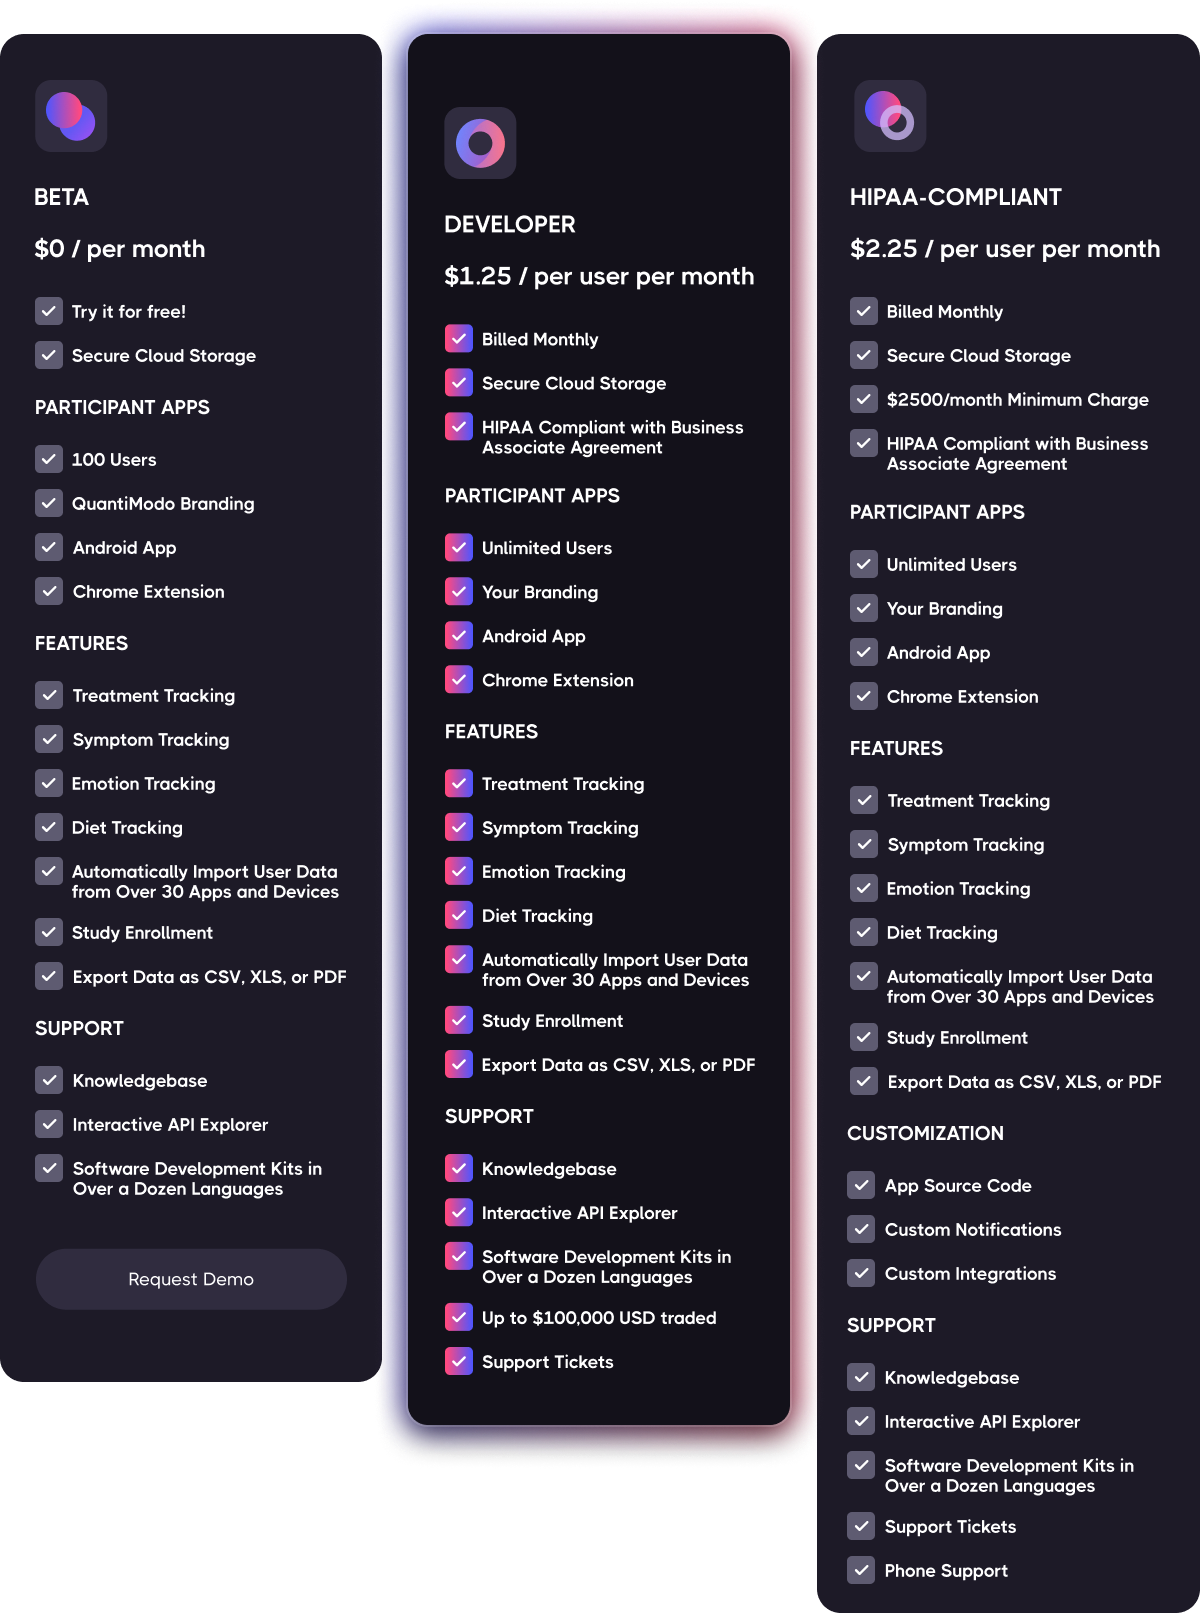 BETA
$0 / per month
Try it for free!
Secure Cloud Storage
PARTICIPANT APPS
100 Users
QuantiModo Branding
Android App
Chrome Extension
FEATURES
Treatment Tracking
Symptom Tracking
Emotion Tracking
Diet Tracking
Automatically Import User Data
from Over 30 Apps and Devices
Study Enrollment
Export Data as CSV, XLS, or PDF
SUPPORT
Knowledgebase
Interactive API Explorer
Software Development Kits in
Over a Dozen Languages
Request Demo
DEVELOPER
$1.25 / per user per month
Billed Monthly
Secure Cloud Storage
HIPAA Compliant with Business
Associate Agreement
PARTICIPANT APPS
Unlimited Users
Your Branding
Android App
Chrome Extension
FEATURES
Treatment Tracking
Symptom Tracking
Emotion Tracking
Diet Tracking
Automatically Import User Data
from Over 30 Apps and Devices
Study Enrollment
Export Data as CSV, XLS, or PDF
SUPPORT
Knowledgebase
Interactive API Explorer
Software Development Kits in
Over a Dozen Languages
Up to $100,000 USD traded
Support Tickets
HIPAA-COMPLIANT
$2.25 / per user per month
Billed Monthly
Secure Cloud Storage
$2500/month Minimum Charge
HIPAA Compliant with Business
Associate Agreement
PARTICIPANT APPS
Unlimited Users
Your Branding
Android App
Chrome Extension
FEATURES
Treatment Tracking
Symptom Tracking
Emotion Tracking
Diet Tracking
Automatically Import User Data
from Over 30 Apps and Devices
Study Enrollment
Export Data as CSV, XLS, or PDF
CUSTOMIZATION
App Source Code
Custom Notifications
Custom Integrations
SUPPORT
Knowledgebase
Interactive API Explorer
Software Development Kits in
Over a Dozen Languages
Support Tickets
Phone Support